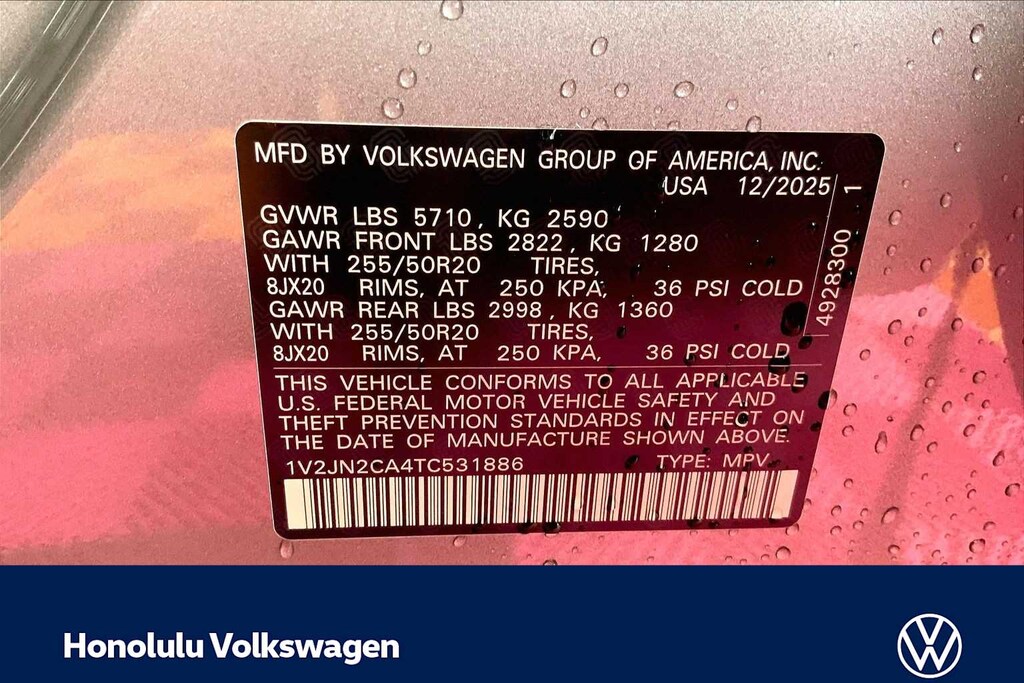 MFD BY VOLKSWAGEN GROUP OF AMERICA, INC.
USA 12/2025
GVWR LBS 5710, KG 2590
GAWR FRONT LBS 2822, KG 1280
WITH 255/50R20 TIRES,
8JX20 RIMS, AT 250 KPA, 36 PSI COLD
GAWR REAR LBS 2998, KG 1360
WITH 255/50R20 TIRES,
8JX20 RIMS, AT 250 KPA, 36 PSI COLD
4928300 1
THIS VEHICLE CONFORMS TO ALL APPLICABLE
U.S. FEDERAL MOTOR VEHICLE SAFETY AND
THEFT PREVENTION STANDARDS IN EFFECT ON
THE DATE OF MANUFACTURE SHOWN ABOVE.
1V2JN2CA4TC531886 TYPE: MPV
Honolulu Volkswagen